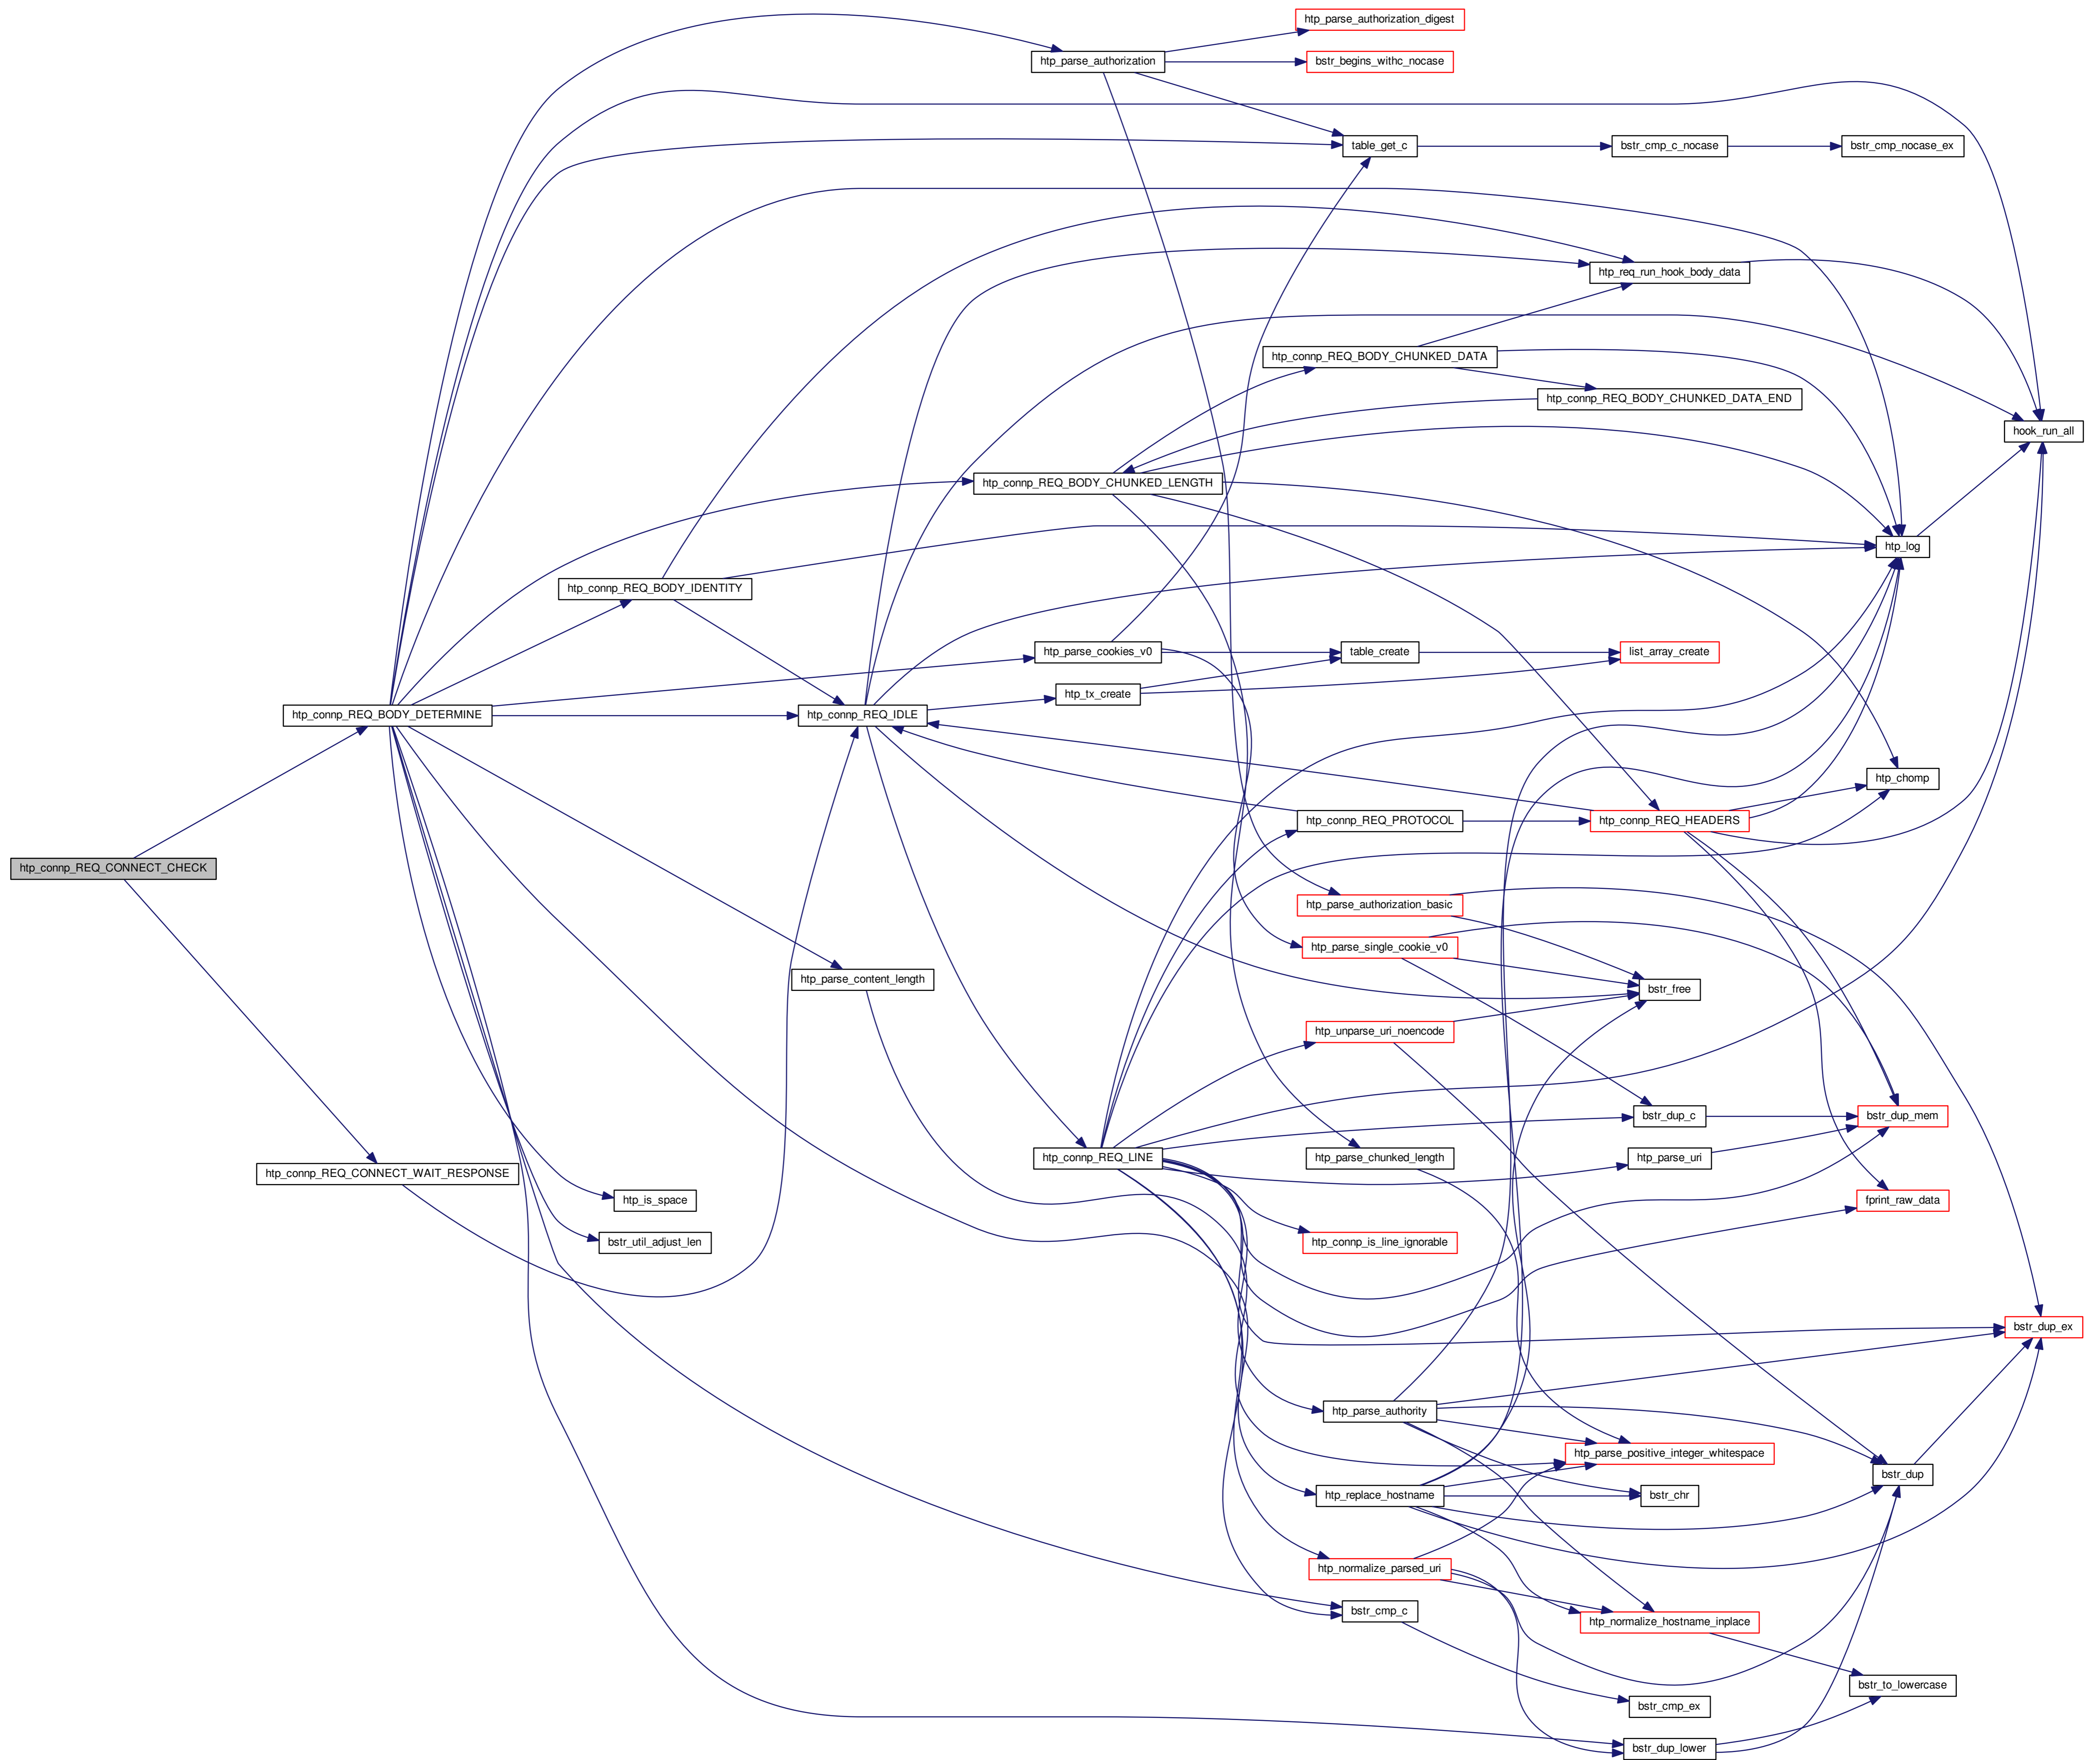 htp_parse_authorization_digest
htp_parse_authorization
bstr_begins_withc_nocase
table_get_c
bstr_cmp_c_nocase
bstr_cmp_nocase_ex
htp_req_run_hook_body_data
htp_connp_REQ_BODY_CHUNKED_DATA
htp_connp_REQ_BODY_CHUNKED_DATA_END
hook_run_all
htp_connp_REQ_BODY_CHUNKED_LENGTH
htp_log
htp_connp_REQ_BODY_IDENTITY
htp_parse_cookies_v0
table_create
list_array_create
htp_tx_create
htp_connp_REQ_BODY_DETERMINE
htp_connp_REQ_IDLE
htp_chomp
htp_connp_REQ_PROTOCOL
htp_connp_REQ_HEADERS
htp_connp_REQ_CONNECT_CHECK
htp_parse_authorization_basic
htp_parse_single_cookie_v0
htp_parse_content_length
bstr_free
htp_unparse_uri_noencode
bstr_dup_c
bstr_dup_mem
htp_connp_REQ_LINE
htp_parse_chunked_length
htp_parse_uri
htp_connp_REQ_CONNECT_WAIT_RESPONSE
htp_is_space
fprint_raw_data
bstr_util_adjust_len
htp_connp_is_line_ignorable
bstr_dup_ex
htp_parse_authority
htp_parse_positive_integer_whitespace
bstr_dup
htp_replace_hostname
bstr_chr
htp_normalize_parsed_uri
bstr_cmp_c
htp_normalize_hostname_inplace
bstr_to_lowercase
bstr_cmp_ex
bstr_dup_lower